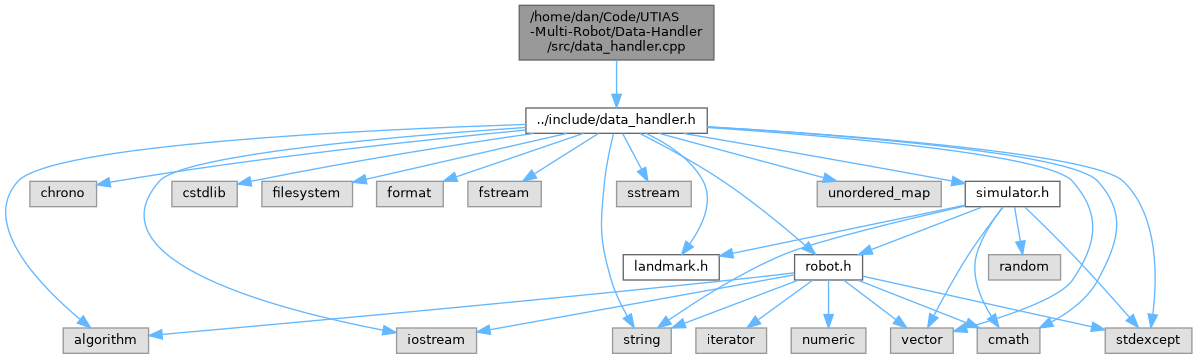 /home/dan/Code/UTIAS
-Multi-Robot/Data-Handler
/src/data_handler.cpp
../include/data_handler.h
chrono
cstdlib
filesystem
format
fstream
sstream
unordered_map
simulator.h
landmark.h
robot.h
random
algorithm
iostream
string
iterator
numeric
vector
cmath
stdexcept